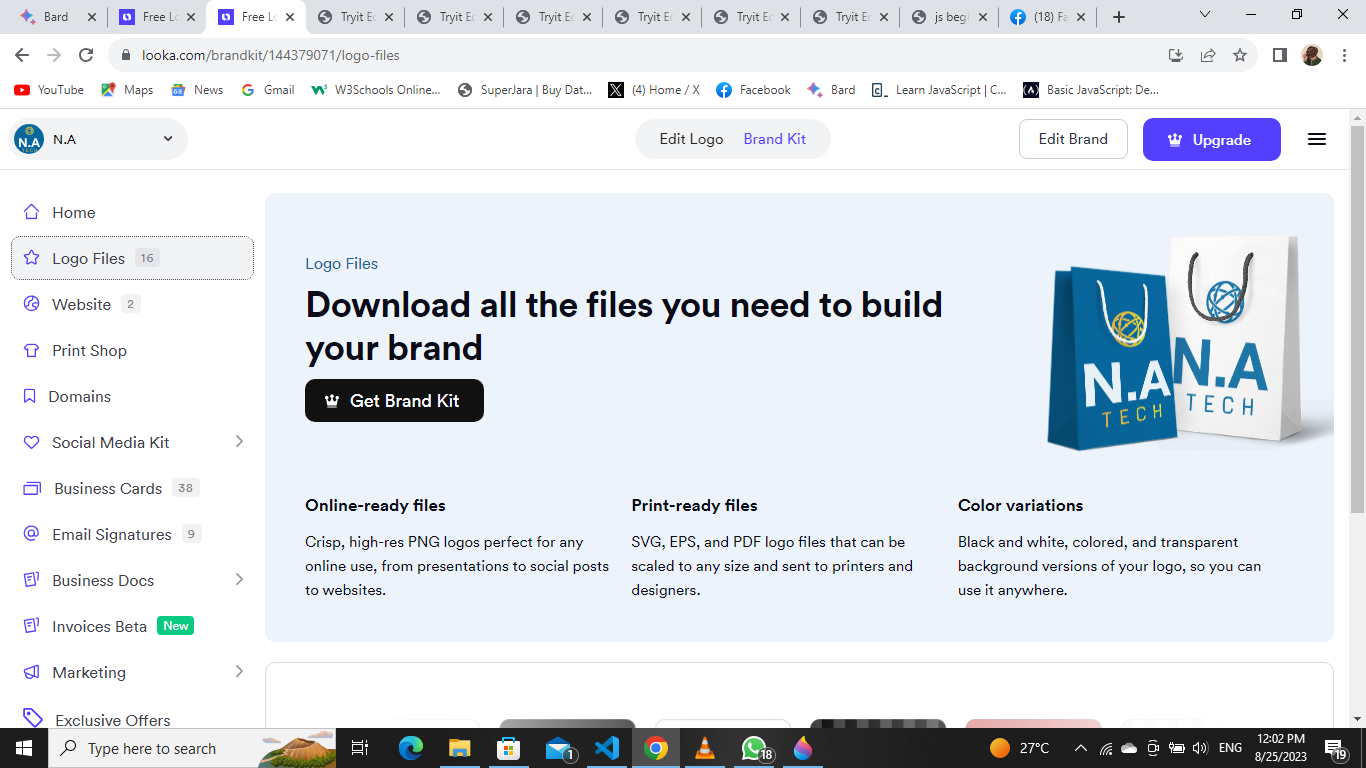 Bard
Free Lo
Free Lo
Tryit Ed
Tryit Ed
Tryit Ed
Tryit Ed
Tryit Ed
Tryit Ed
js begi
(18) Fa
looka.com/brandkit/144379071/logo-files
YouTube
Maps
News
Gmail
W3Schools Online...
SuperJara | Buy Dat...
(4) Home / X
Facebook
Bard
Learn JavaScript | C...
Basic JavaScript: De...
N.A
TECH
N.A
Edit Logo
Brand Kit
Edit Brand
Upgrade
Home
Logo Files 16
Website 2
Print Shop
Domains
Social Media Kit
Business Cards 38
Email Signatures 9
Business Docs
Invoices Beta New
Marketing
Exclusive Offers
Logo Files
Download all the files you need to build
your brand
Get Brand Kit
N.A
TECH
N.A
TECH
Online-ready files
Crisp, high-res PNG logos perfect for any
online use, from presentations to social posts
to websites.
Print-ready files
SVG, EPS, and PDF logo files that can be
scaled to any size and sent to printers and
designers.
Color variations
Black and white, colored, and transparent
background versions of your logo, so you can
use it anywhere.
Type here to search
1
18
27°C
ENG
12:02 PM
8/25/2023
19